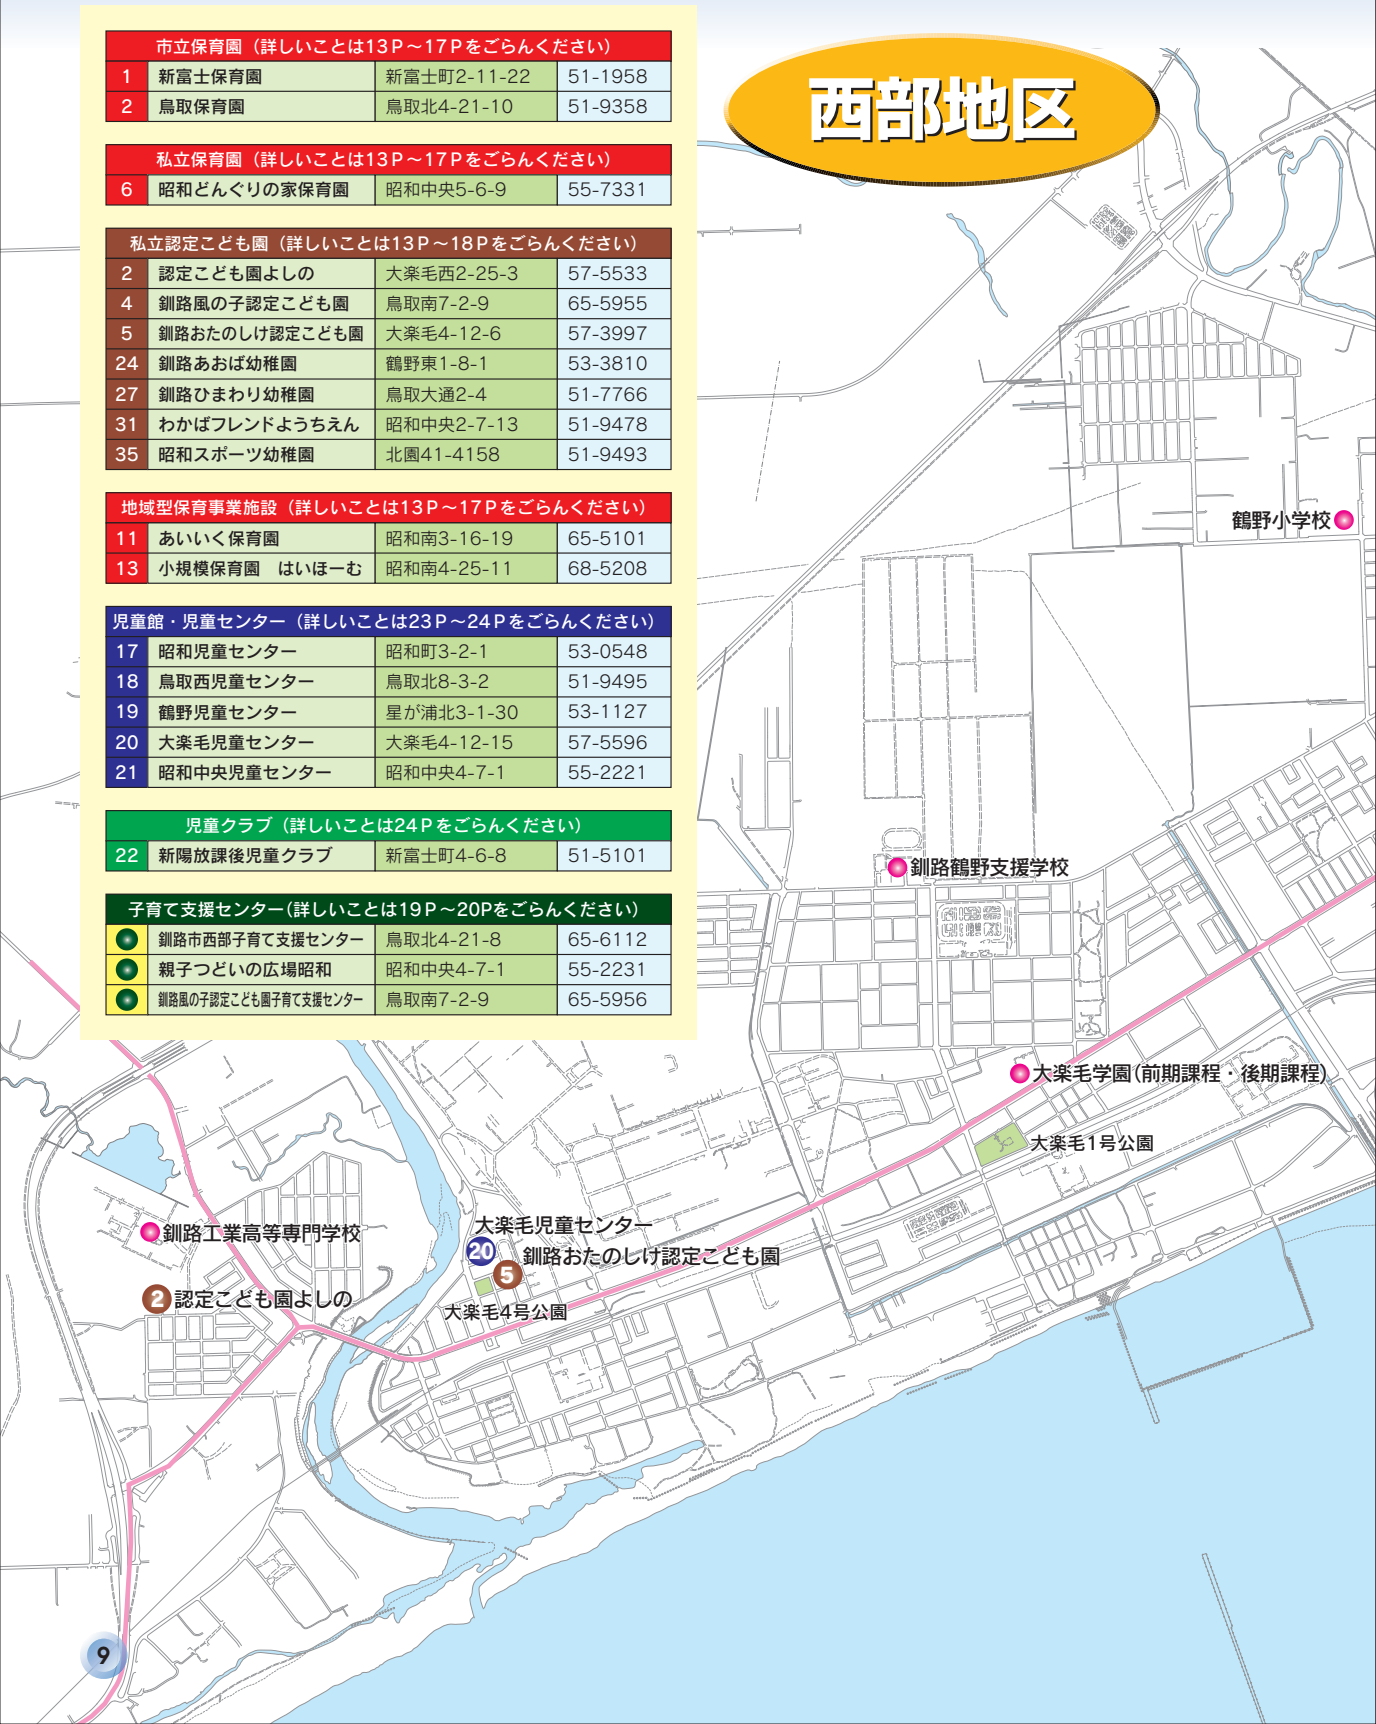 市立保育園（詳しいことは13P～17Pをごらんください）
1 新富士保育園 新富士町2-11-22 51-1958
2 鳥取保育園 鳥取北4-21-10 51-9358
私立保育園（詳しいことは13P～17Pをごらんください）
6 昭和どんぐりの家保育園 昭和中央5-6-9 55-7331
私立認定こども園（詳しいことは13P～18Pをごらんください）
2 認定こども園よしの 大楽毛西2-25-3 57-5533
4 釧路風の子認定こども園 鳥取南7-2-9 65-5955
5 釧路おたのしけ認定こども園 大楽毛4-12-6 57-3997
24 釧路あおば幼稚園 鶴野東1-8-1 53-3810
27 釧路ひまわり幼稚園 鳥取大通2-4 51-7766
31 わかばフレンドようちえん 昭和中央2-7-13 51-9478
35 昭和スポーツ幼稚園 北園41-4158 51-9493
地域型保育事業施設（詳しいことは13P～17Pをごらんください）
11 あいいく保育園 昭和南3-16-19 65-5101
13 小規模保育園　はいほーむ 昭和南4-25-11 68-5208
児童館・児童センター（詳しいことは23P～24Pをごらんください）
17 昭和児童センター 昭和町3-2-1 53-0548
18 鳥取西児童センター 鳥取北8-3-2 51-9495
19 鶴野児童センター 星が浦北3-1-30 53-1127
20 大楽毛児童センター 大楽毛4-12-15 57-5596
21 昭和中央児童センター 昭和中央4-7-1 55-2221
児童クラブ（詳しいことは24Pをごらんください）
22 新陽放課後児童クラブ 新富士町4-6-8 51-5101
子育て支援センター（詳しいことは19P～20Pをごらんください）
釧路市西部子育て支援センター 鳥取北4-21-8 65-6112
親子つどいの広場昭和 昭和中央4-7-1 55-2231
釧路風の子認定こども園子育て支援センター 鳥取南7-2-9 65-5956
西部地区
鶴野小学校
釧路鶴野支援学校
大楽毛学園（前期課程・後期課程）
大楽毛1号公園
釧路工業高等専門学校
大楽毛児童センター
20
釧路おたのしけ認定こども園
5
2 認定こども園よしの
大楽毛4号公園
9